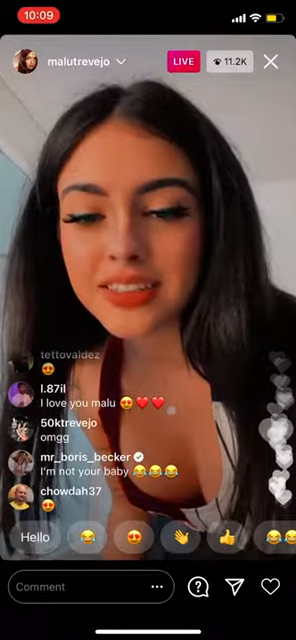 10:09
malutrevejo
LIVE
11.2K
tettovaldez
😍
l.87il
I love you malu 😍❤️❤️
50ktrevejo
omgg
mr_boris_becker
I'm not your baby 😂😂😂
chowdah37
😍
Hello 😂 😍 👋 👍 😂😂
Comment